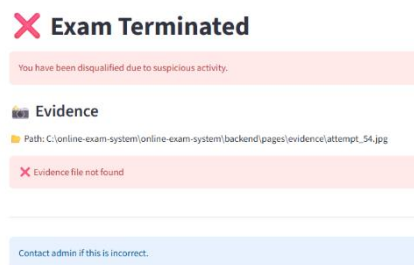 Exam Terminated
You have been disqualified due to suspicious activity.
Evidence
Path: C:\online-exam-system\online-exam-system\backend\pages\evidence\attempt_54.jpg
Evidence file not found
Contact admin if this is incorrect.